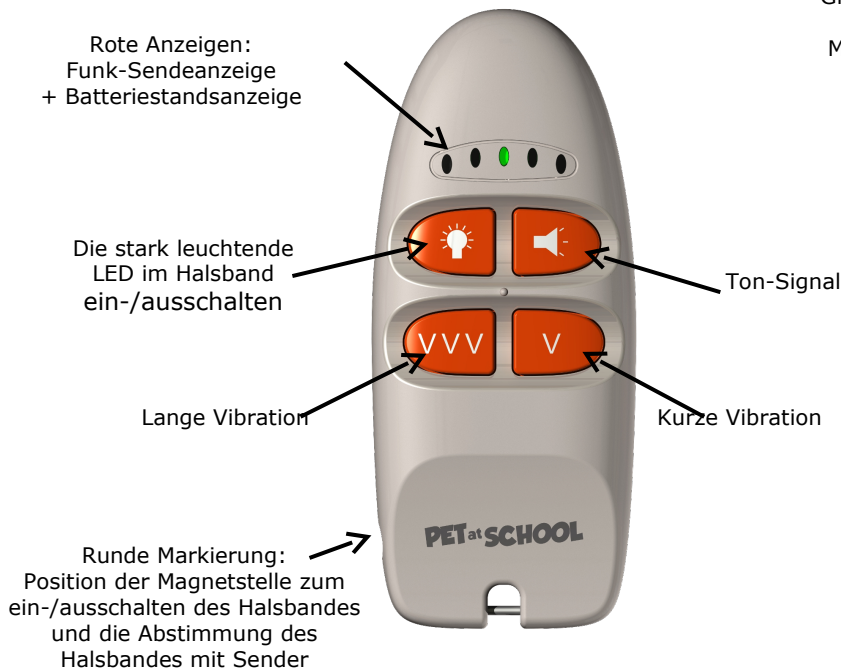 Rote Anzeigen:
Funk-Sendeanzeige
+ Batteriestandsanzeige
Die stark leuchtende
LED im Halsband
ein-/ausschalten
Ton-Signal
VVV
V
Lange Vibration
Kurze Vibration
PET at SCHOOL
Runde Markierung:
Position der Magnetstelle zum
ein-/ausschalten des Halsbandes
und die Abstimmung des
Halsbandes mit Sender